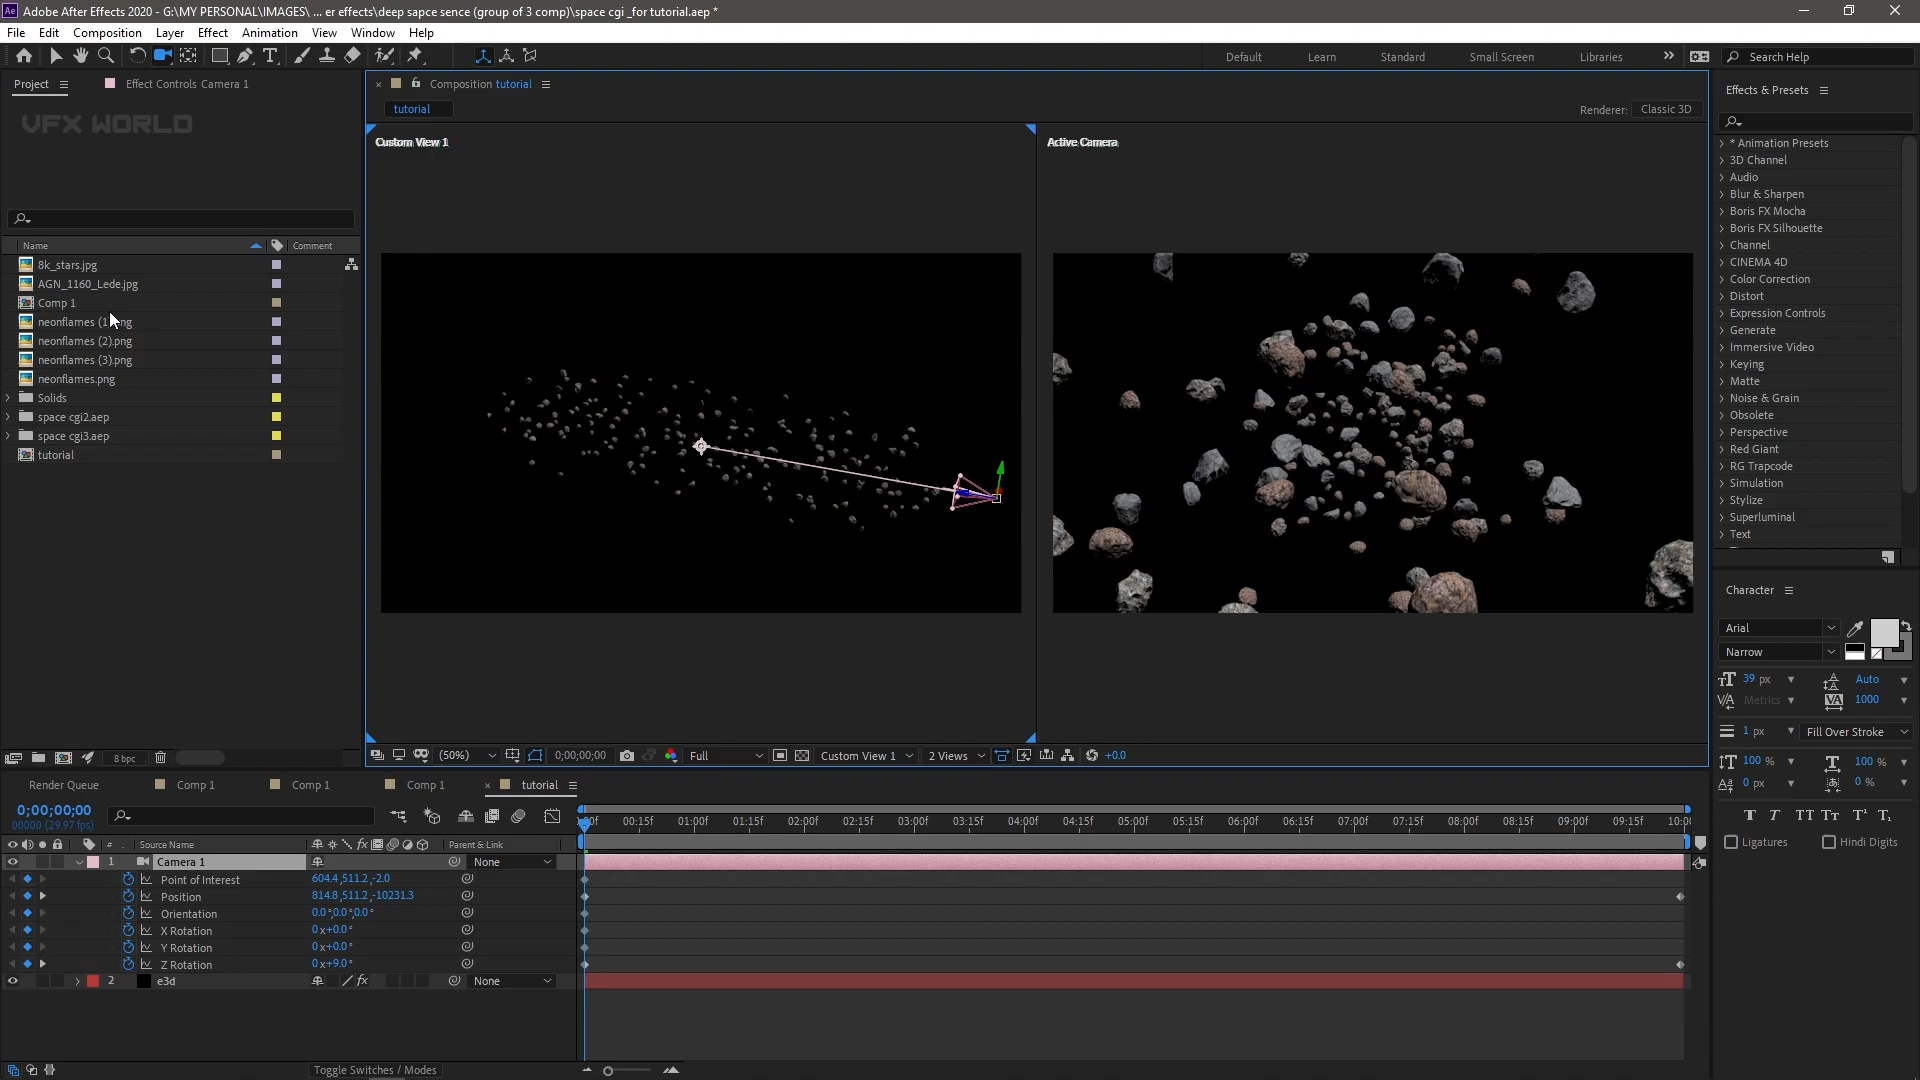 Adobe After Effects 2020 - G:\MY PERSONAL\IMAGES\ ... er effects\deep sapce sence (group of 3 comp)\space cgi _for tutorial.aep *
File Edit Composition Layer Effect Animation View Window Help
Default Learn Standard Small Screen Libraries Search Help
Project Effect Controls Camera 1
VFX WORLD
Name Comment
8k_stars.jpg
AGN_1160_Lede.jpg
Comp 1
neonflames (1).png
neonflames (2).png
neonflames (3).png
neonflames.png
Solids
space cgi2.aep
space cgi3.aep
tutorial
8 bpc
Composition tutorial
tutorial
Renderer: Classic 3D
Custom View 1
Active Camera
(50%) 0;00;00;00 Full Custom View 1 2 Views +0.0
Effects & Presets
* Animation Presets
3D Channel
Audio
Blur & Sharpen
Boris FX Mocha
Boris FX Silhouette
Channel
CINEMA 4D
Color Correction
Distort
Expression Controls
Generate
Immersive Video
Keying
Matte
Noise & Grain
Obsolete
Perspective
Red Giant
RG Trapcode
Simulation
Stylize
Superluminal
Text
Character
Arial
Narrow
39 px Auto
Metrics 1000
1 px Fill Over Stroke
100 % 100 %
0 px 0 %
Ligatures Hindi Digits
Render Queue Comp 1 Comp 1 Comp 1 tutorial
0;00;00;00
00000 (29.97 fps)
00f 00:15f 01:00f 01:15f 02:00f 02:15f 03:00f 03:15f 04:00f 04:15f 05:00f 05:15f 06:00f 06:15f 07:00f 07:15f 08:00f 08:15f 09:00f 09:15f 10:00
# . Source Name Parent & Link
1 Camera 1 None
Point of Interest 604.4,511.2,-2.0
Position 814.8,511.2,-10231.3
Orientation 0.0°,0.0°,0.0°
X Rotation 0x+0.0°
Y Rotation 0x+0.0°
Z Rotation 0x+9.0°
2 e3d None
Toggle Switches / Modes